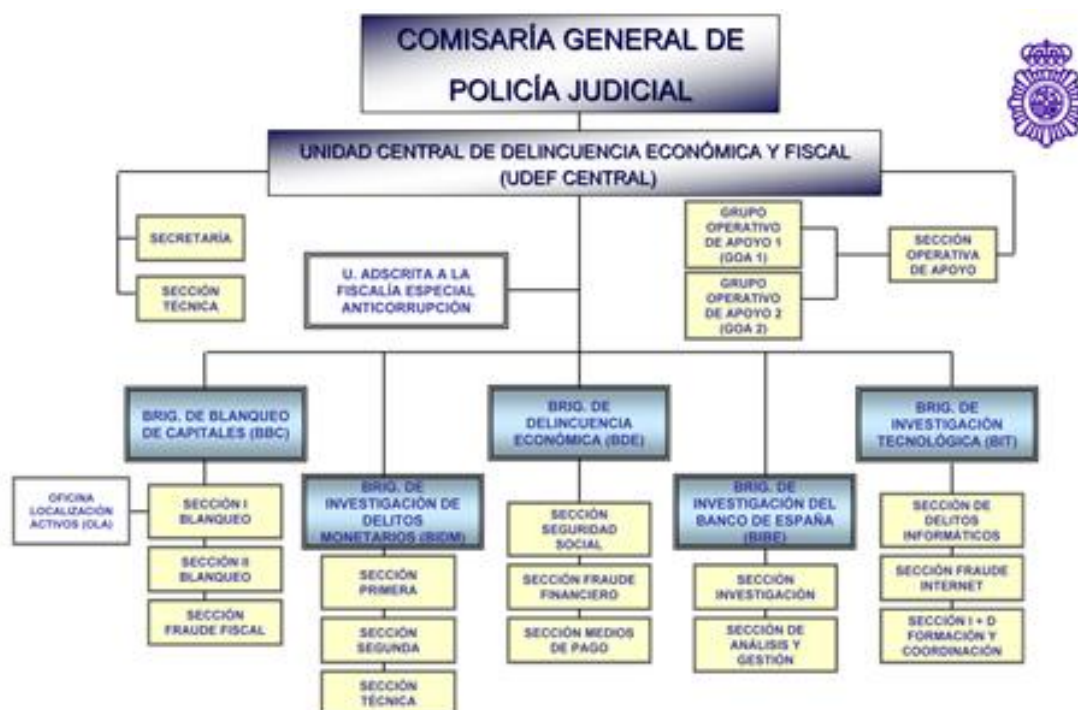 COMISARÍA GENERAL DE
POLICÍA JUDICIAL
UNIDAD CENTRAL DE DELINCUENCIA ECONÓMICA Y FISCAL
(UDEF CENTRAL)
SECRETARÍA
SECCIÓN
TÉCNICA
U. ADSCRITA A LA
FISCALÍA ESPECIAL
ANTICORRUPCIÓN
GRUPO
OPERATIVO
DE APOYO 1
(GOA 1)
GRUPO
OPERATIVO
DE APOYO 2
(GOA 2)
SECCIÓN
OPERATIVA
DE APOYO
BRIG. DE BLANQUEO
DE CAPITALES (BBC)
OFICINA
LOCALIZACIÓN
ACTIVOS (OLA)
SECCIÓN I
BLANQUEO
SECCIÓN II
BLANQUEO
SECCIÓN
FRAUDE FISCAL
BRIG. DE
INVESTIGACIÓN DE
DELITOS
MONETARIOS (BIDM)
SECCIÓN
PRIMERA
SECCIÓN
SEGUNDA
SECCIÓN
TÉCNICA
BRIG. DE
DELINCUENCIA
ECONÓMICA (BDE)
SECCIÓN
SEGURIDAD
SOCIAL
SECCIÓN FRAUDE
FINANCIERO
SECCIÓN MEDIOS
DE PAGO
BRIG. DE
INVESTIGACIÓN DEL
BANCO DE ESPAÑA
(BIBE)
SECCIÓN
INVESTIGACIÓN
SECCIÓN DE
ANÁLISIS Y
GESTIÓN
BRIG. DE
INVESTIGACIÓN
TECNOLÓGICA (BIT)
SECCIÓN DE
DELITOS
INFORMÁTICOS
SECCIÓN FRAUDE
INTERNET
SECCIÓN I + D
FORMACIÓN Y
COORDINACIÓN